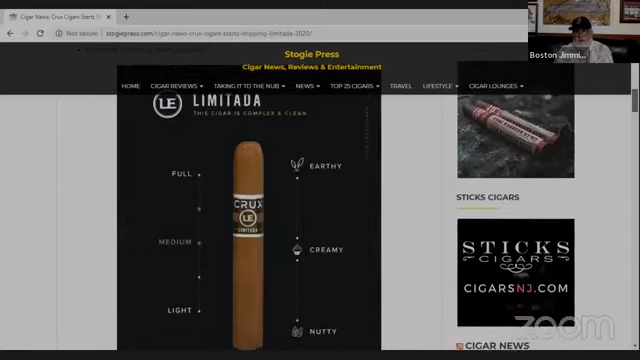 Cigar News: Crux Cigars Starts S
Not secure | stogiepress.com/cigar-news-crux-cigars-starts-shipping-limitada-2020/
Boston Jimmi...
Stogie Press
Cigar News, Reviews & Entertainment
HOME CIGAR REVIEWS TAKING IT TO THE NUB NEWS TOP 25 CIGARS TRAVEL LIFESTYLE CIGAR LOUNGES
LE LIMITADA
THIS CIGAR IS COMPLEX & CLEAN
FULL
MEDIUM
LIGHT
CRUX
LE
LIMITADA
EARTHY
CREAMY
NUTTY
STICKS CIGARS
STICKS
CIGARS
CIGARSNJ.COM
zoom
CIGAR NEWS